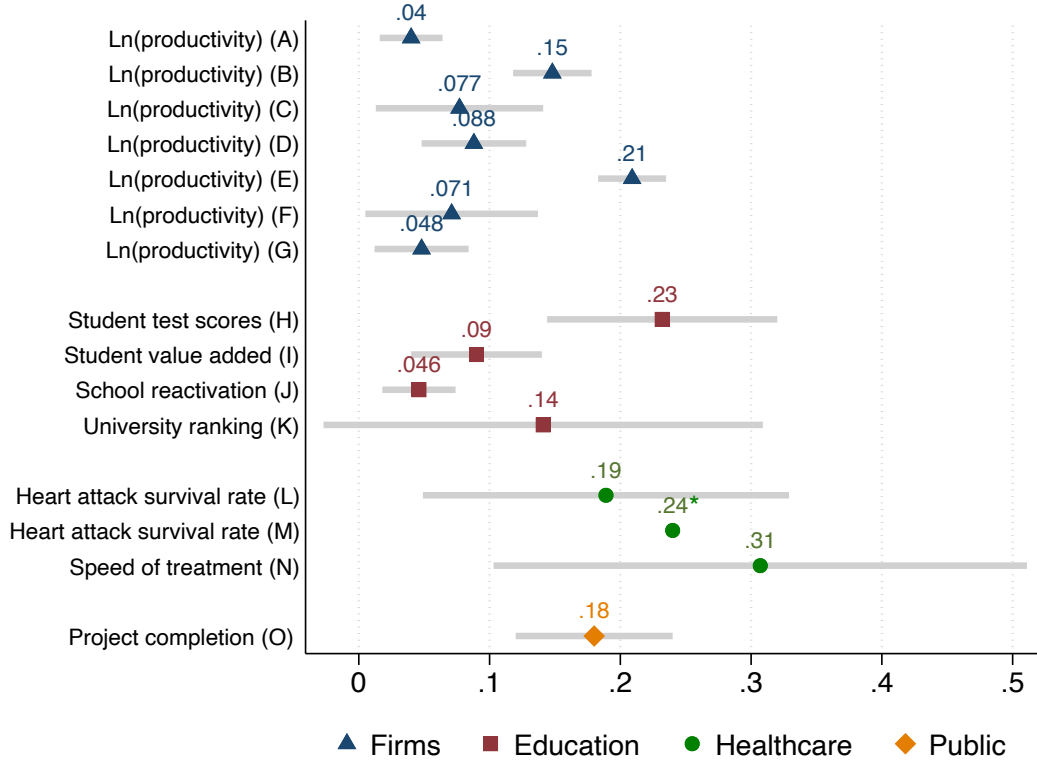 .04
Ln(productivity) (A)
.15
Ln(productivity) (B)
.077
Ln(productivity) (C)
.088
Ln(productivity) (D)
.21
Ln(productivity) (E)
.071
Ln(productivity) (F)
.048
Ln(productivity) (G)
.23
Student test scores (H)
.09
Student value added (I)
.046
School reactivation (J)
.14
University ranking (K)
.19
Heart attack survival rate (L)
.24*
Heart attack survival rate (M)
.31
Speed of treatment (N)
.18
Project completion (O)
0 .1 .2 .3 .4 .5
Firms Education Healthcare Public